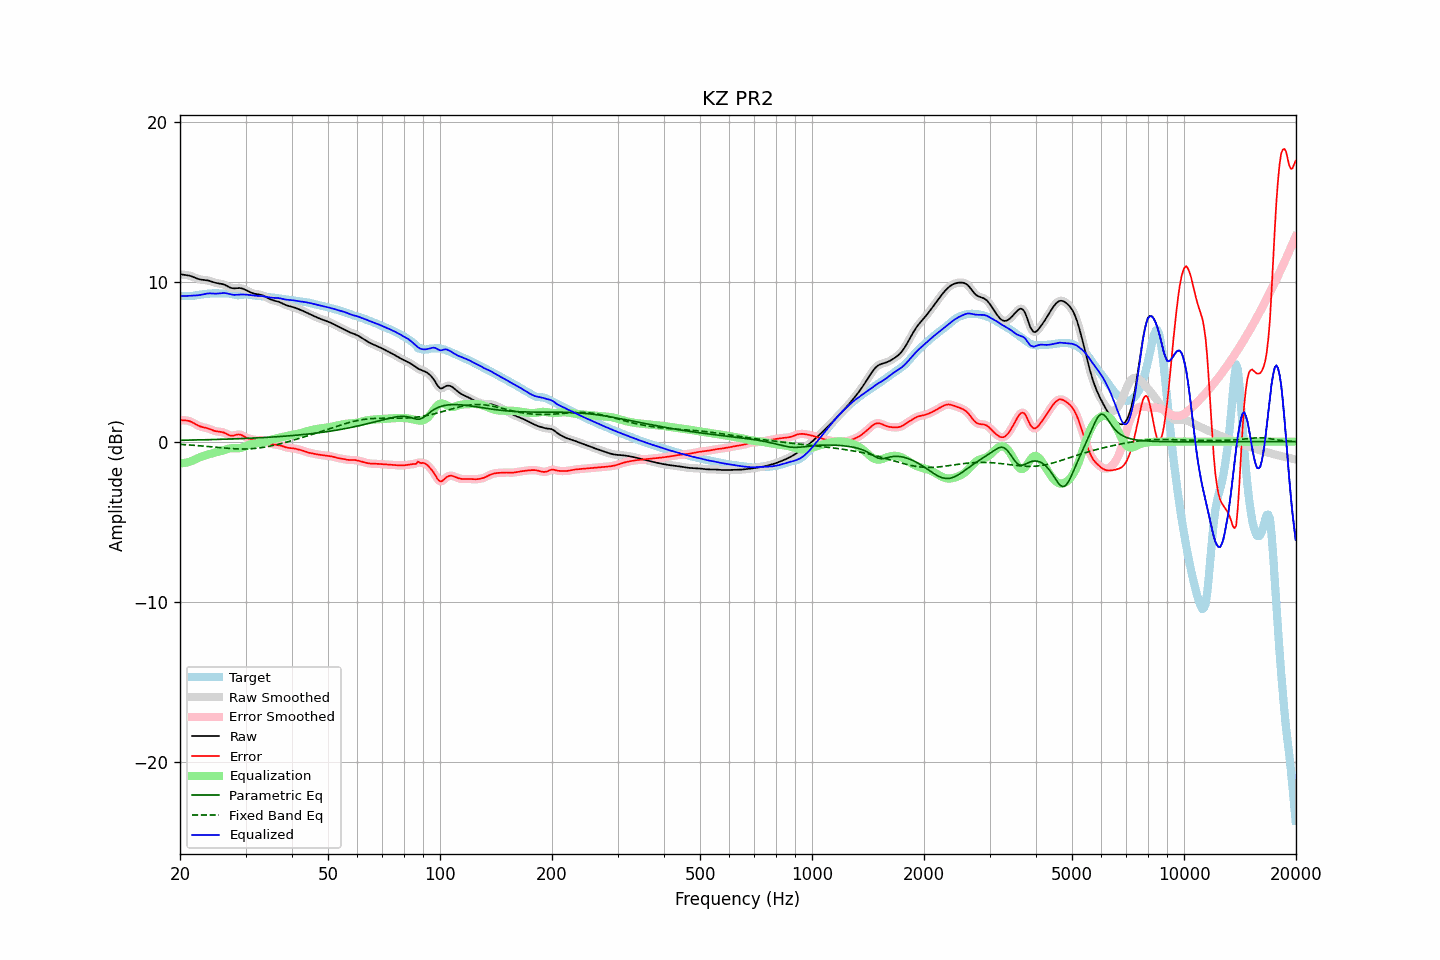 KZ PR2
20
10
0
−10
−20
Amplitude (dBr)
Target
Raw Smoothed
Error Smoothed
Raw
Error
Equalization
Parametric Eq
Fixed Band Eq
Equalized
20 50 100 200 500 1000 2000 5000 10000 20000
Frequency (Hz)